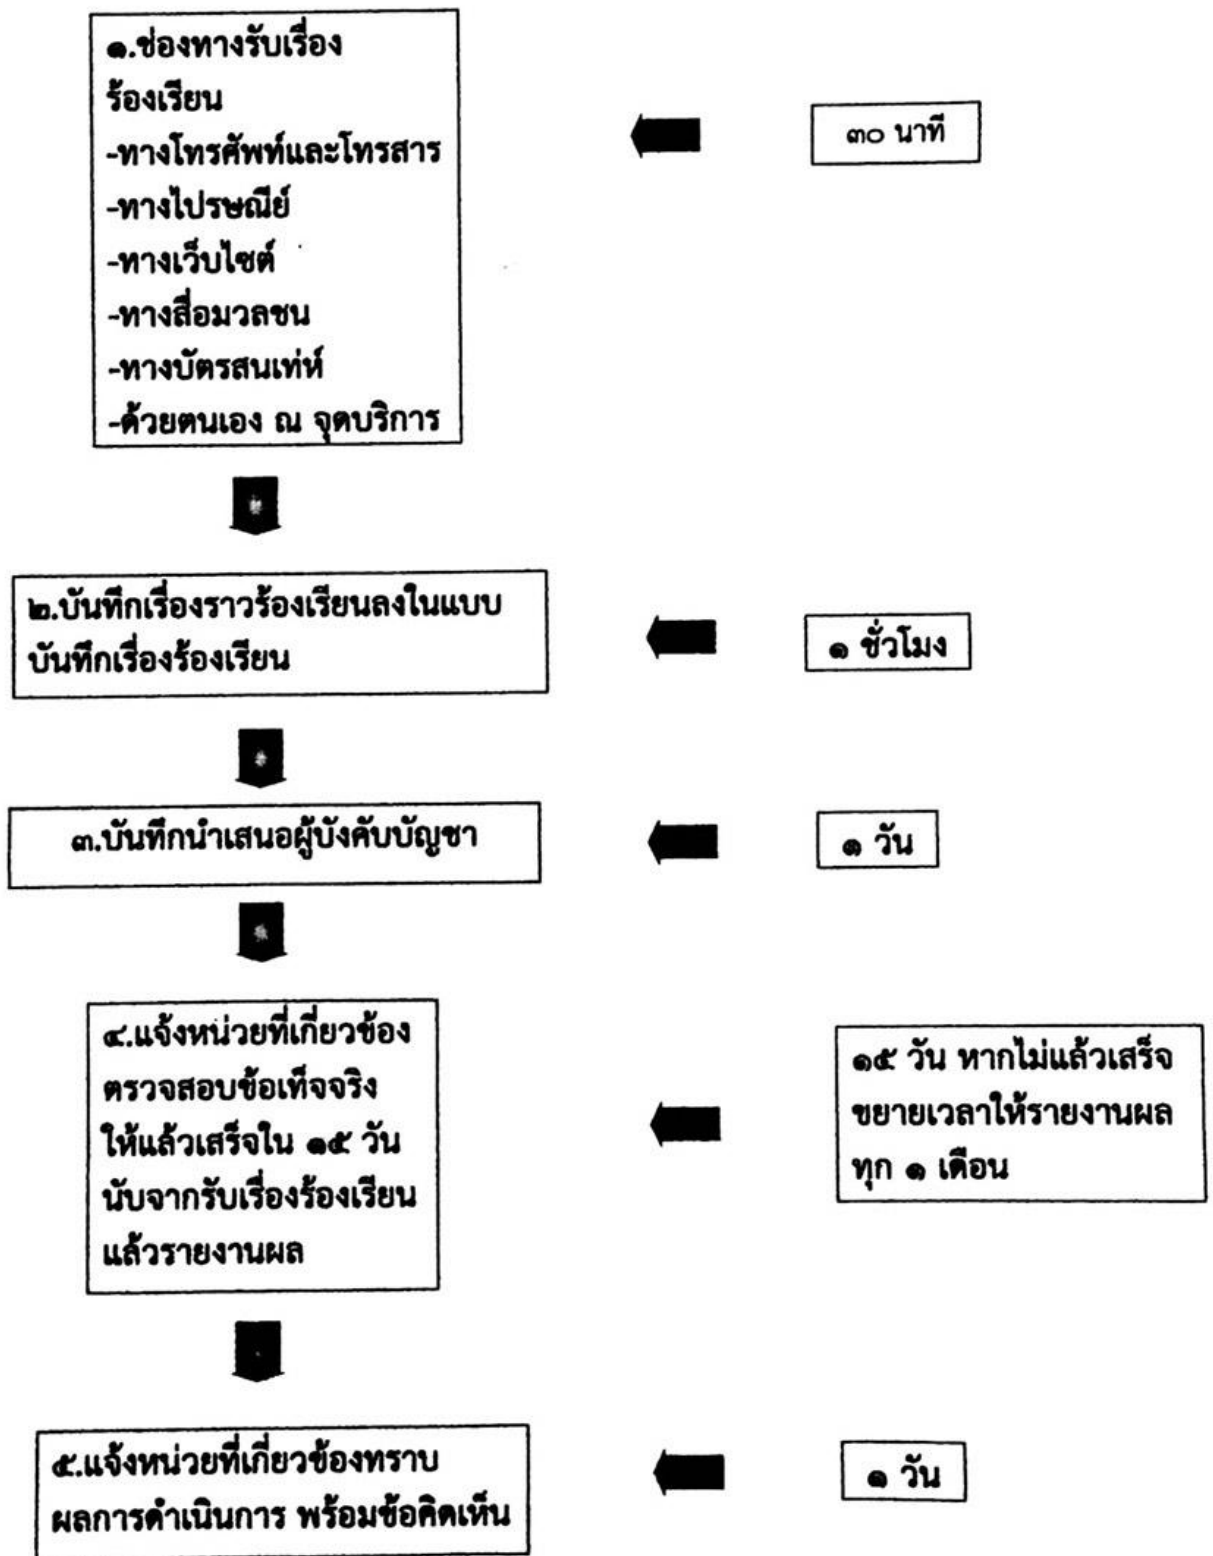 ๑.ช่องทางรับเรื่อง
ร้องเรียน
-ทางโทรศัพท์และโทรสาร
-ทางไปรษณีย์
-ทางเว็บไซต์
-ทางสื่อมวลชน
-ทางบัตรสนเท่ห์
-ด้วยตนเอง ณ จุดบริการ
๓๐ นาที
๒.บันทึกเรื่องราวร้องเรียนลงในแบบ
บันทึกเรื่องร้องเรียน
๑ ชั่วโมง
๓.บันทึกนำเสนอผู้บังคับบัญชา
๑ วัน
๔.แจ้งหน่วยที่เกี่ยวข้อง
ตรวจสอบข้อเท็จจริง
ให้แล้วเสร็จใน ๑๕ วัน
นับจากรับเรื่องร้องเรียน
แล้วรายงานผล
๑๕ วัน หากไม่แล้วเสร็จ
ขยายเวลาให้รายงานผล
ทุก ๑ เดือน
๕.แจ้งหน่วยที่เกี่ยวข้องทราบ
ผลการดำเนินการ พร้อมข้อคิดเห็น
๑ วัน